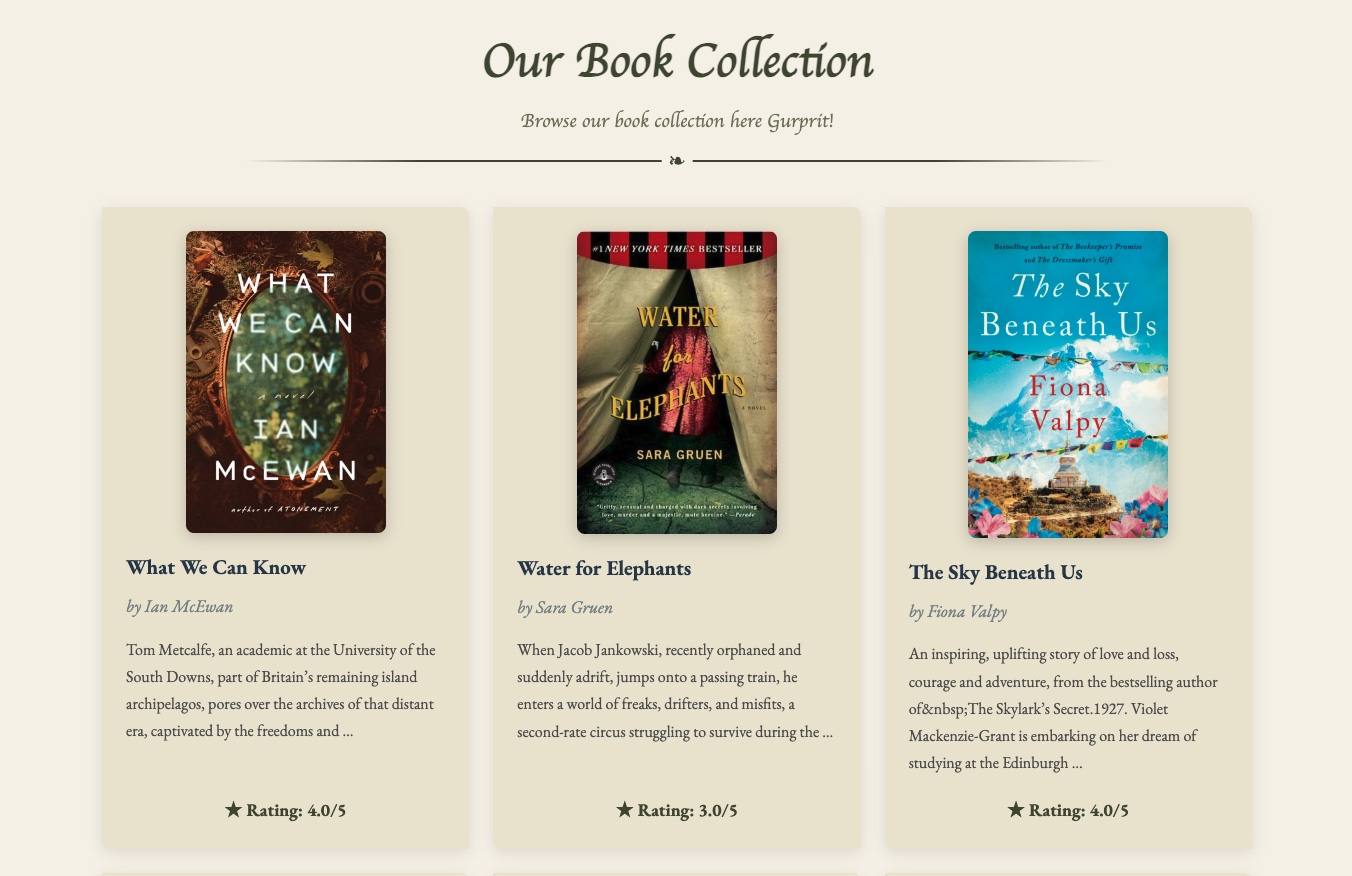 Our Book Collection
Browse our book collection here Gurprit!
WHAT
WE CAN
KNOW
a novel
IAN
McEWAN
author of ATONEMENT
What We Can Know
by Ian McEwan
Tom Metcalfe, an academic at the University of the
South Downs, part of Britain’s remaining island
archipelagos, pores over the archives of that distant
era, captivated by the freedoms and ...
★ Rating: 4.0/5
#1 NEW YORK TIMES BESTSELLER
WATER
for
ELEPHANTS
A NOVEL
SARA GRUEN
"Gritty, sensual and charged with dark secrets involving
love, murder and a majestic, mute heroine." —Parade
Water for Elephants
by Sara Gruen
When Jacob Jankowski, recently orphaned and
suddenly adrift, jumps onto a passing train, he
enters a world of freaks, drifters, and misfits, a
second-rate circus struggling to survive during the ...
★ Rating: 3.0/5
Bestselling author of The Beekeeper's Promise
and The Dressmaker's Gift
The Sky
Beneath Us
Fiona
Valpy
The Sky Beneath Us
by Fiona Valpy
An inspiring, uplifting story of love and loss,
courage and adventure, from the bestselling author
of&nbsp;The Skylark’s Secret.1927. Violet
Mackenzie-Grant is embarking on her dream of
studying at the Edinburgh ...
★ Rating: 4.0/5